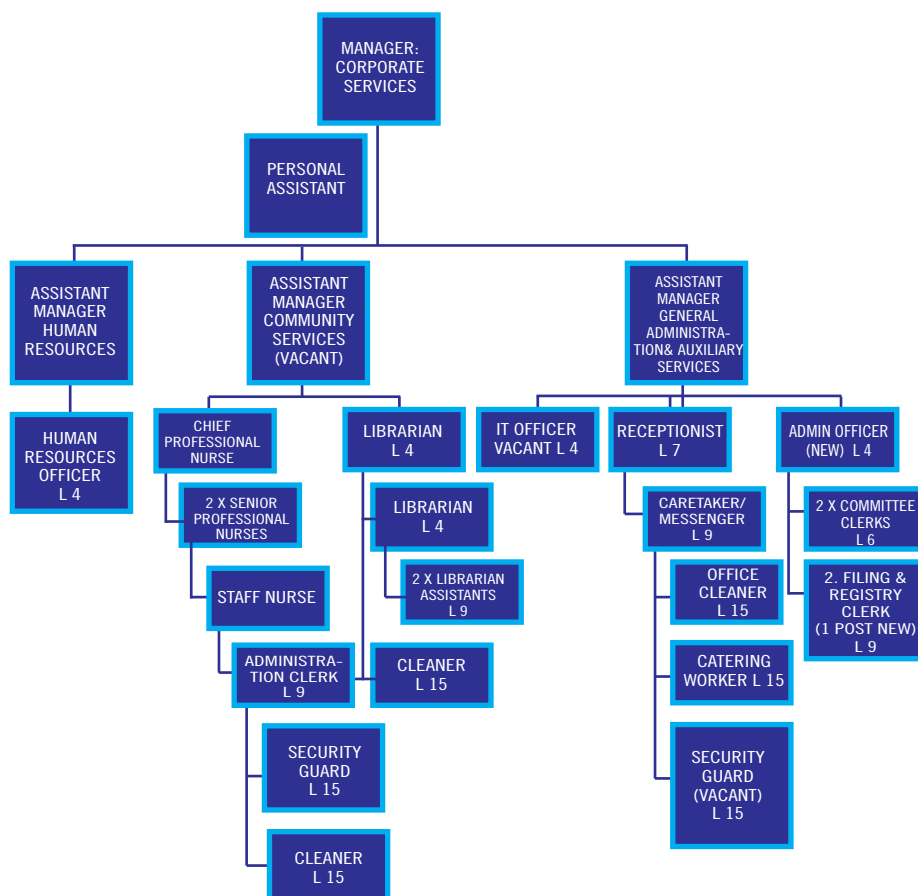 MANAGER:
CORPORATE
SERVICES
PERSONAL
ASSISTANT
ASSISTANT
MANAGER
HUMAN
RESOURCES
ASSISTANT
MANAGER
COMMUNITY
SERVICES
(VACANT)
ASSISTANT
MANAGER
GENERAL
ADMINISTRA-
TION& AUXILIARY
SERVICES
HUMAN
RESOURCES
OFFICER
L 4
CHIEF
PROFESSIONAL
NURSE
LIBRARIAN
L 4
IT OFFICER
VACANT L 4
RECEPTIONIST
L 7
ADMIN OFFICER
(NEW) L 4
2 X SENIOR
PROFESSIONAL
NURSES
LIBRARIAN
L 4
CARETAKER/
MESSENGER
L 9
2 X COMMITTEE
CLERKS
L 6
STAFF NURSE
2 X LIBRARIAN
ASSISTANTS
L 9
OFFICE
CLEANER
L 15
2. FILING &
REGISTRY
CLERK
(1 POST NEW)
L 9
ADMINISTRA-
TION CLERK
L 9
CLEANER
L 15
CATERING
WORKER L 15
SECURITY
GUARD
L 15
SECURITY
GUARD
(VACANT)
L 15
CLEANER
L 15